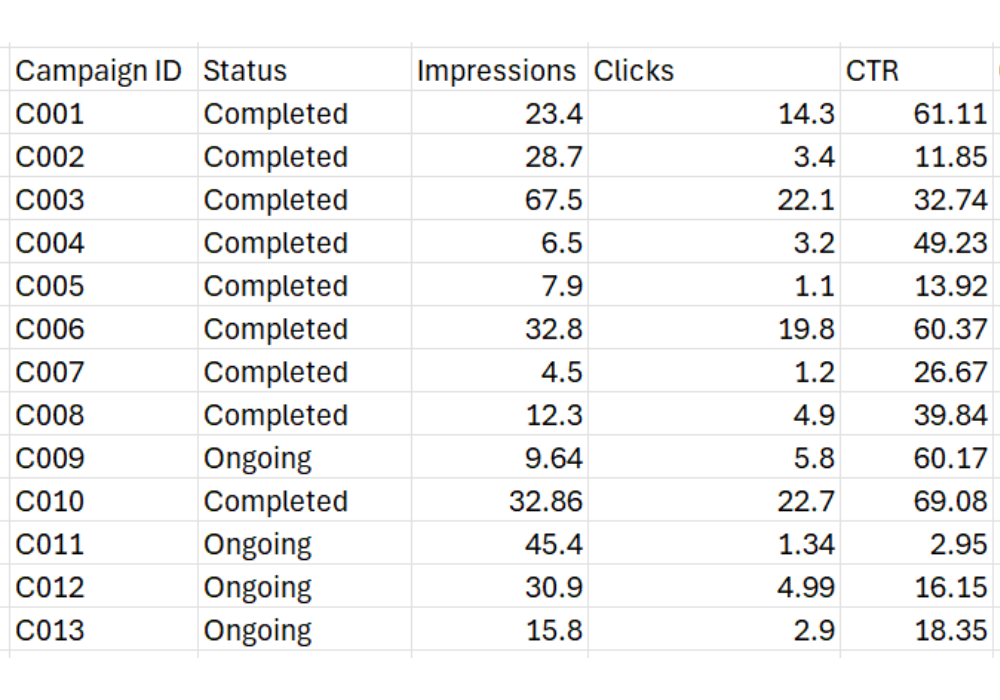 Campaign ID Status Impressions Clicks CTR
C001 Completed 23.4 14.3 61.11
C002 Completed 28.7 3.4 11.85
C003 Completed 67.5 22.1 32.74
C004 Completed 6.5 3.2 49.23
C005 Completed 7.9 1.1 13.92
C006 Completed 32.8 19.8 60.37
C007 Completed 4.5 1.2 26.67
C008 Completed 12.3 4.9 39.84
C009 Ongoing 9.64 5.8 60.17
C010 Completed 32.86 22.7 69.08
C011 Ongoing 45.4 1.34 2.95
C012 Ongoing 30.9 4.99 16.15
C013 Ongoing 15.8 2.9 18.35